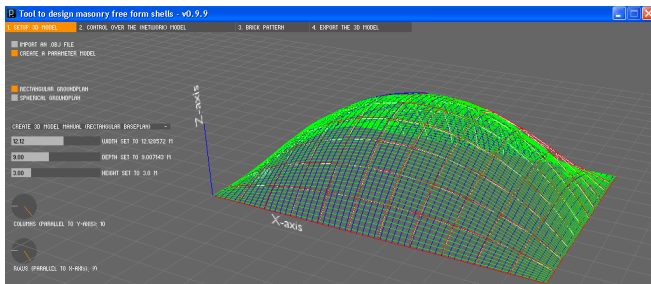 Tool to design masonry free form shells - v0.9.9
1. SETUP 3D MODEL 2. CONTROL OVER THE (NETWORK) MODEL 3. BRICK PATTERN 4. EXPORT THE 3D MODEL
IMPORT AN .OBJ FILE
CREATE A PARAMETER MODEL
RECTANGULAR GROUNDPLAN
SPHERICAL GROUNDPLAN
Z-axis
CREATE 3D MODEL MANUAL (RECTANGULAR BASEPLAN)
12.12 WIDTH SET TO 12.128572 M
9.00 DEPTH SET TO 9.007143 M
3.00 HEIGHT SET TO 3.0 M
X-axis
COLUMNS (PARALLEL TO Y-AXIS): 10
ROWS (PARALLEL TO X-AXIS):